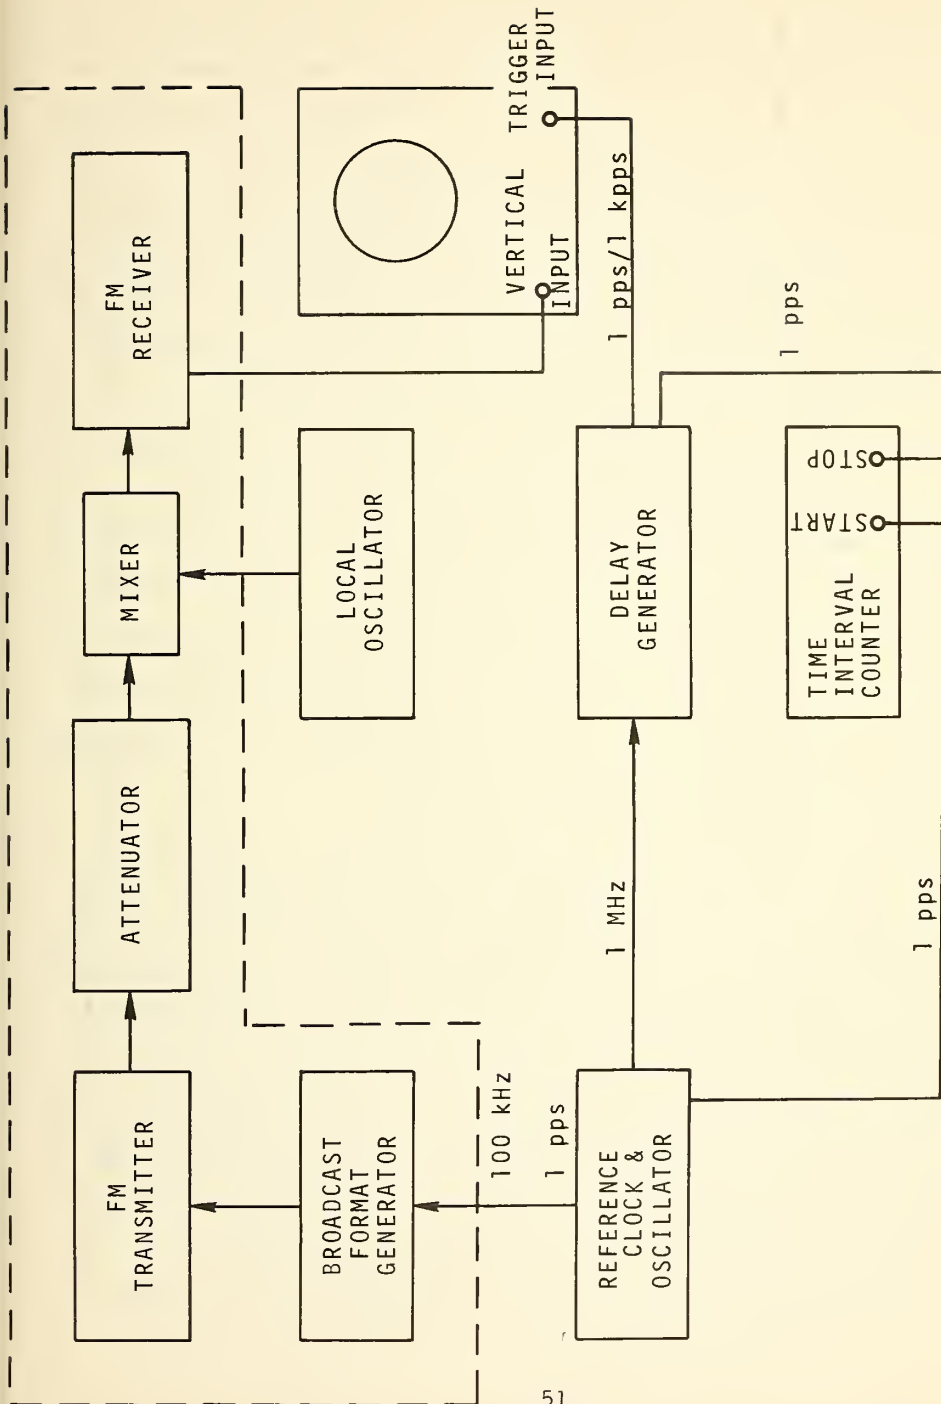 FM
TRANSMITTER
ATTENUATOR
MIXER
FM
RECEIVER
BROADCAST
FORMAT
GENERATOR
LOCAL
OSCILLATOR
VERTICAL
INPUT
TRIGGER
INPUT
100 kHz
1 pps
REFERENCE
CLOCK &
OSCILLATOR
1 MHz
DELAY
GENERATOR
1 pps/1 kpps
1 pps
TIME
INTERVAL
COUNTER
START
STOP
1 pps
51